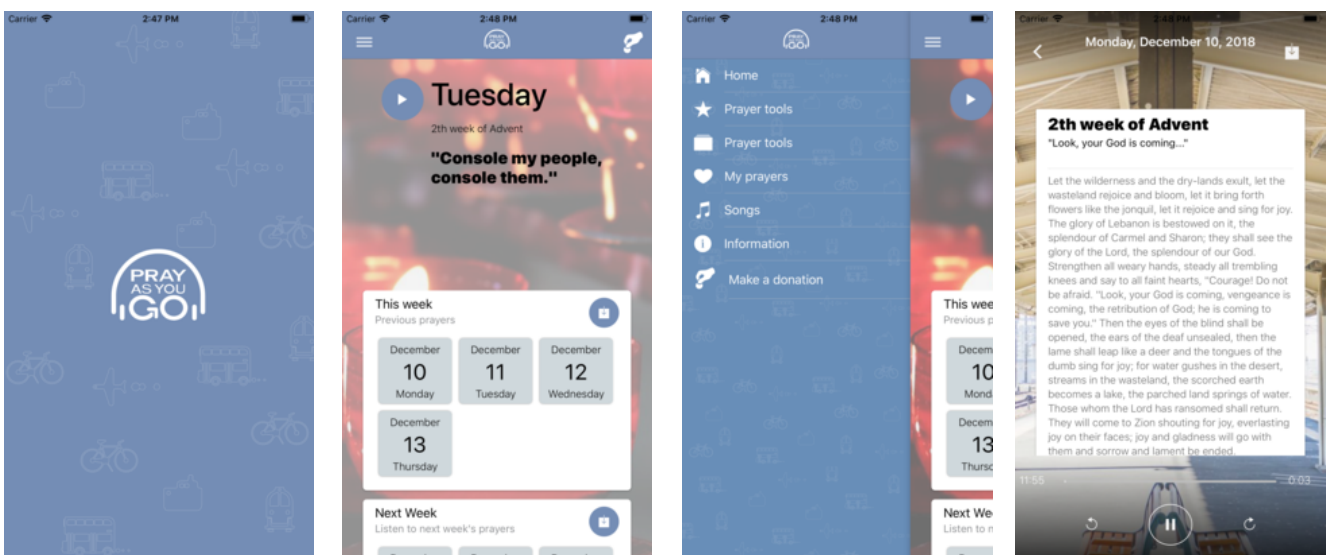 Carrier 2:47 PM
PRAY
AS YOU
GO
Carrier 2:48 PM
PRAY
GO
Tuesday
2th week of Advent
"Console my people,
console them."
This week
Previous prayers
December
10
Monday
December
11
Tuesday
December
12
Wednesday
December
13
Thursday
Next Week
Listen to next week's prayers
Carrier 2:48 PM
GO
Home
Prayer tools
Prayer tools
My prayers
Songs
Information
Make a donation
This wee
Previous p
Decem
10
Mond
Decem
13
Thursd
Next We
Listen to n
Carrier 2:48 PM
Monday, December 10, 2018
2th week of Advent
"Look, your God is coming..."
Let the wilderness and the dry-lands exult, let the
wasteland rejoice and bloom, let it bring forth
flowers like the jonquil, let it rejoice and sing for joy.
The glory of Lebanon is bestowed on it, the
splendour of Carmel and Sharon; they shall see the
glory of the Lord, the splendour of our God.
Strengthen all weary hands, steady all trembling
knees and say to all faint hearts, "Courage! Do not
be afraid. "Look, your God is coming, vengeance is
coming, the retribution of God; he is coming to
save you." Then the eyes of the blind shall be
opened, the ears of the deaf unsealed, then the
lame shall leap like a deer and the tongues of the
dumb sing for joy; for water gushes in the desert,
streams in the wasteland, the scorched earth
becomes a lake, the parched land springs of water.
Those whom the Lord has ransomed shall return.
They will come to Zion shouting for joy, everlasting
joy on their faces; joy and gladness will go with
them and sorrow and lament be ended.
11:55 -0:03